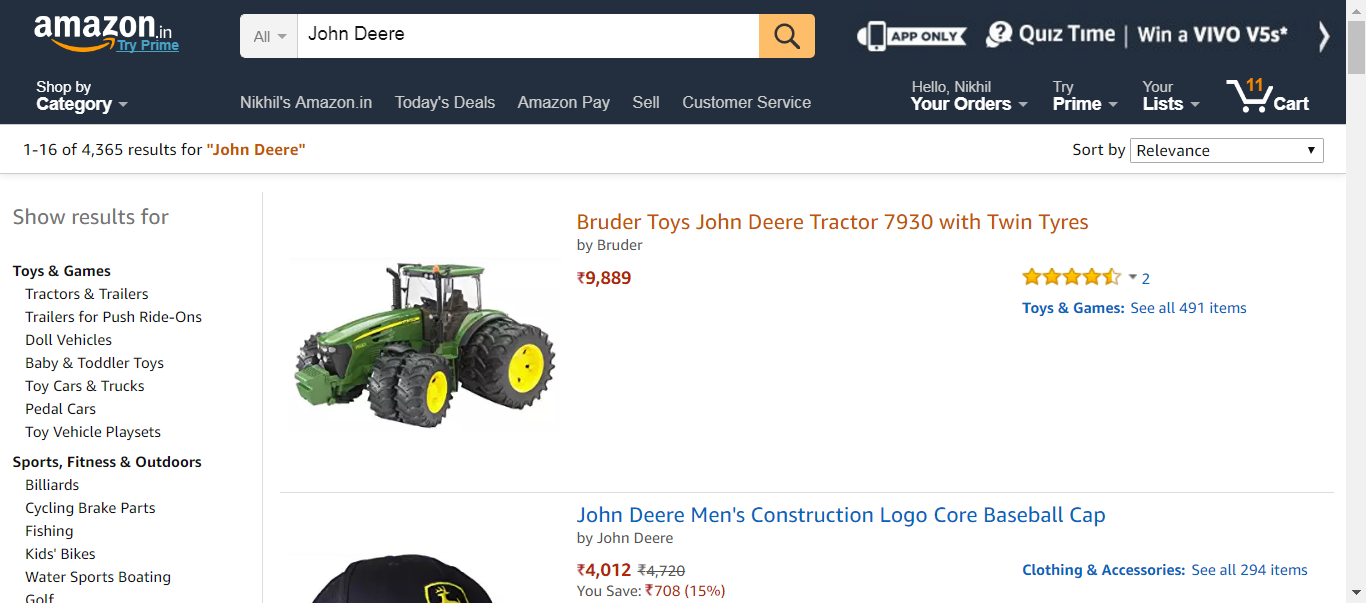 amazon.in
Try Prime
All
John Deere
APP ONLY
Quiz Time | Win a VIVO V5s*
Shop by
Category
Nikhil's Amazon.in
Today's Deals
Amazon Pay
Sell
Customer Service
Hello, Nikhil
Your Orders
Try
Prime
Your
Lists
11
Cart
1-16 of 4,365 results for "John Deere"
Sort by Relevance
Show results for
Toys & Games
Tractors & Trailers
Trailers for Push Ride-Ons
Doll Vehicles
Baby & Toddler Toys
Toy Cars & Trucks
Pedal Cars
Toy Vehicle Playsets
Sports, Fitness & Outdoors
Billiards
Cycling Brake Parts
Fishing
Kids' Bikes
Water Sports Boating
Golf
Bruder Toys John Deere Tractor 7930 with Twin Tyres
by Bruder
₹9,889
2
Toys & Games: See all 491 items
John Deere Men's Construction Logo Core Baseball Cap
by John Deere
₹4,012 ₹4,720
You Save: ₹708 (15%)
Clothing & Accessories: See all 294 items